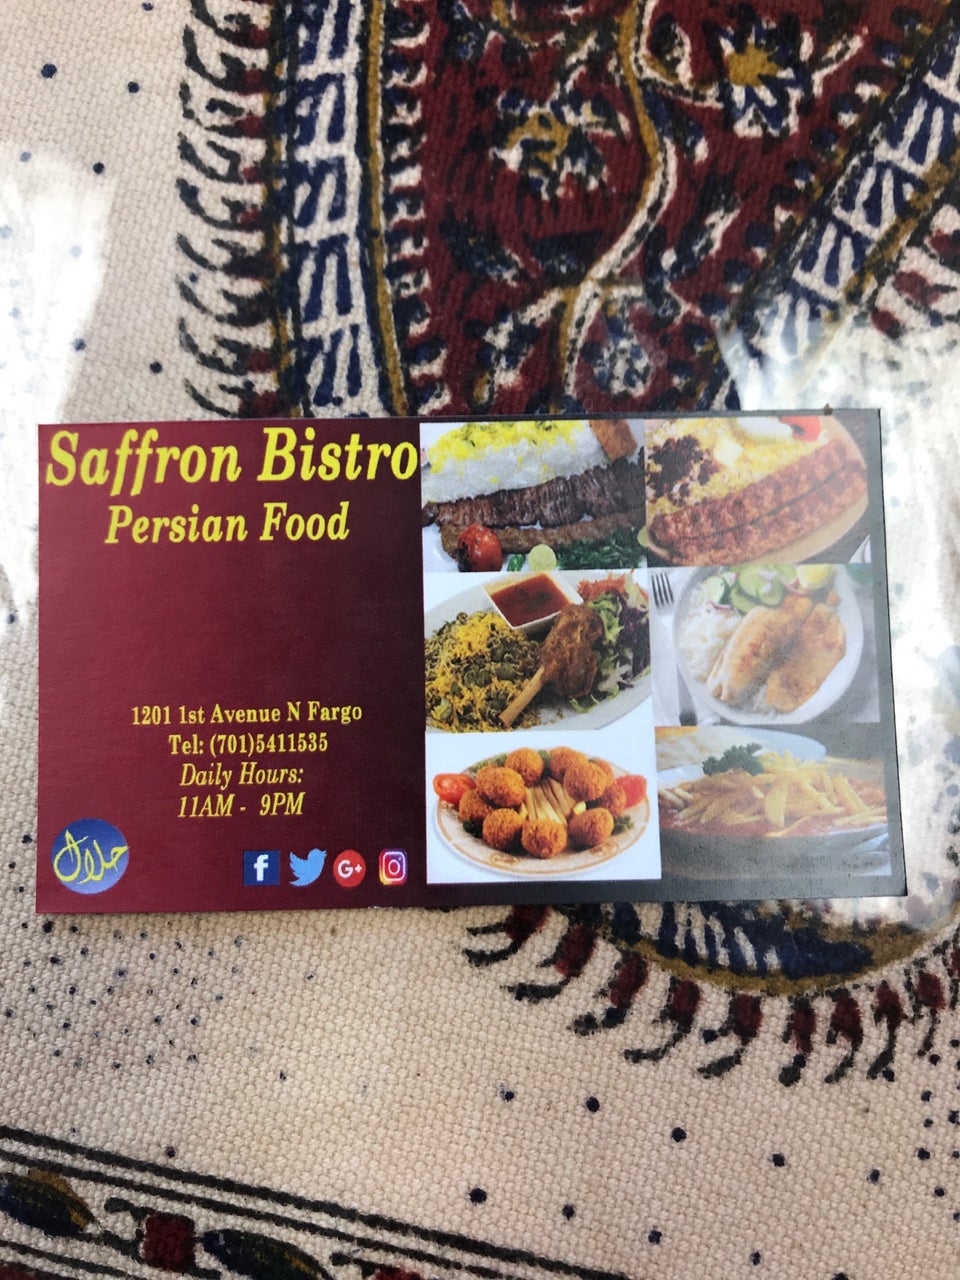 Saffron Bistro
Persian Food
1201 1st Avenue N Fargo
Tel: (701)5411535
Daily Hours:
11AM - 9PM
حلال
f
G+